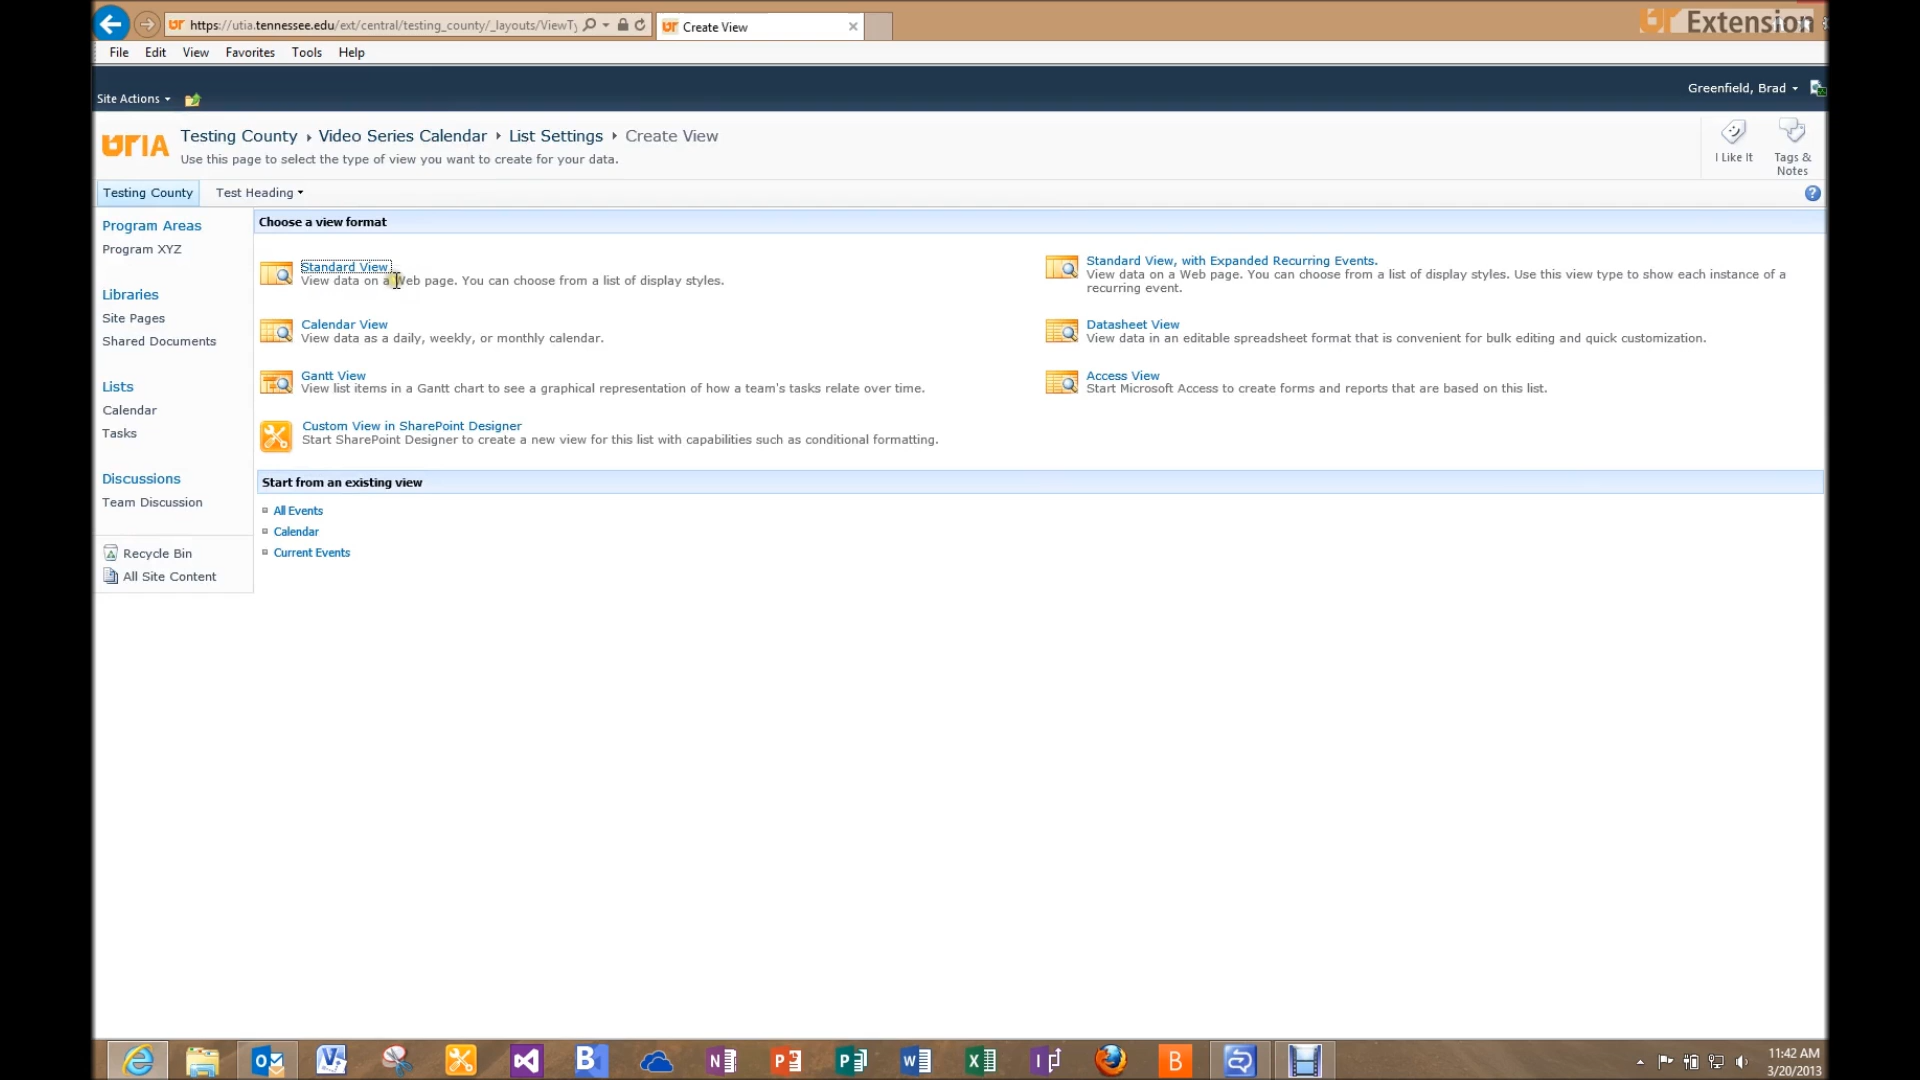 https://utia.tennessee.edu/ext/central/testing_county/_layouts/ViewTy
Create View
Extension
File Edit View Favorites Tools Help
Site Actions
Greenfield, Brad
UTIA
Testing County Video Series Calendar List Settings Create View
Use this page to select the type of view you want to create for your data.
I Like It
Tags &
Notes
Testing County
Test Heading
Program Areas
Program XYZ
Libraries
Site Pages
Shared Documents
Lists
Calendar
Tasks
Discussions
Team Discussion
Recycle Bin
All Site Content
Choose a view format
Standard View
View data on a Web page. You can choose from a list of display styles.
Standard View, with Expanded Recurring Events.
View data on a Web page. You can choose from a list of display styles. Use this view type to show each instance of a
recurring event.
Calendar View
View data as a daily, weekly, or monthly calendar.
Datasheet View
View data in an editable spreadsheet format that is convenient for bulk editing and quick customization.
Gantt View
View list items in a Gantt chart to see a graphical representation of how a team's tasks relate over time.
Access View
Start Microsoft Access to create forms and reports that are based on this list.
Custom View in SharePoint Designer
Start SharePoint Designer to create a new view for this list with capabilities such as conditional formatting.
Start from an existing view
All Events
Calendar
Current Events
11:42 AM
3/20/2013